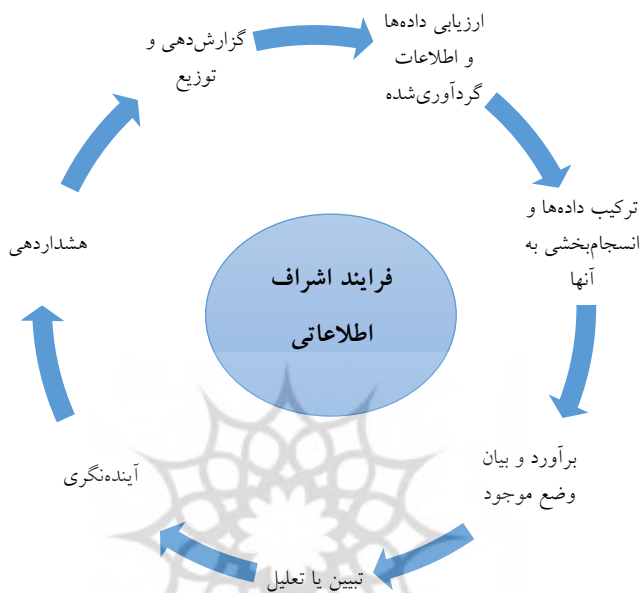 ارزیابی داده‌ها
و اطلاعات
گردآوری‌شده
ترکیب داده‌ها و
انسجام‌بخشی به
آنها
برآورد و بیان
وضع موجود
تبیین یا تعلیل
آینده‌نگری
هشداردهی
گزارش‌دهی و
توزیع
فرایند اشراف
اطلاعاتی